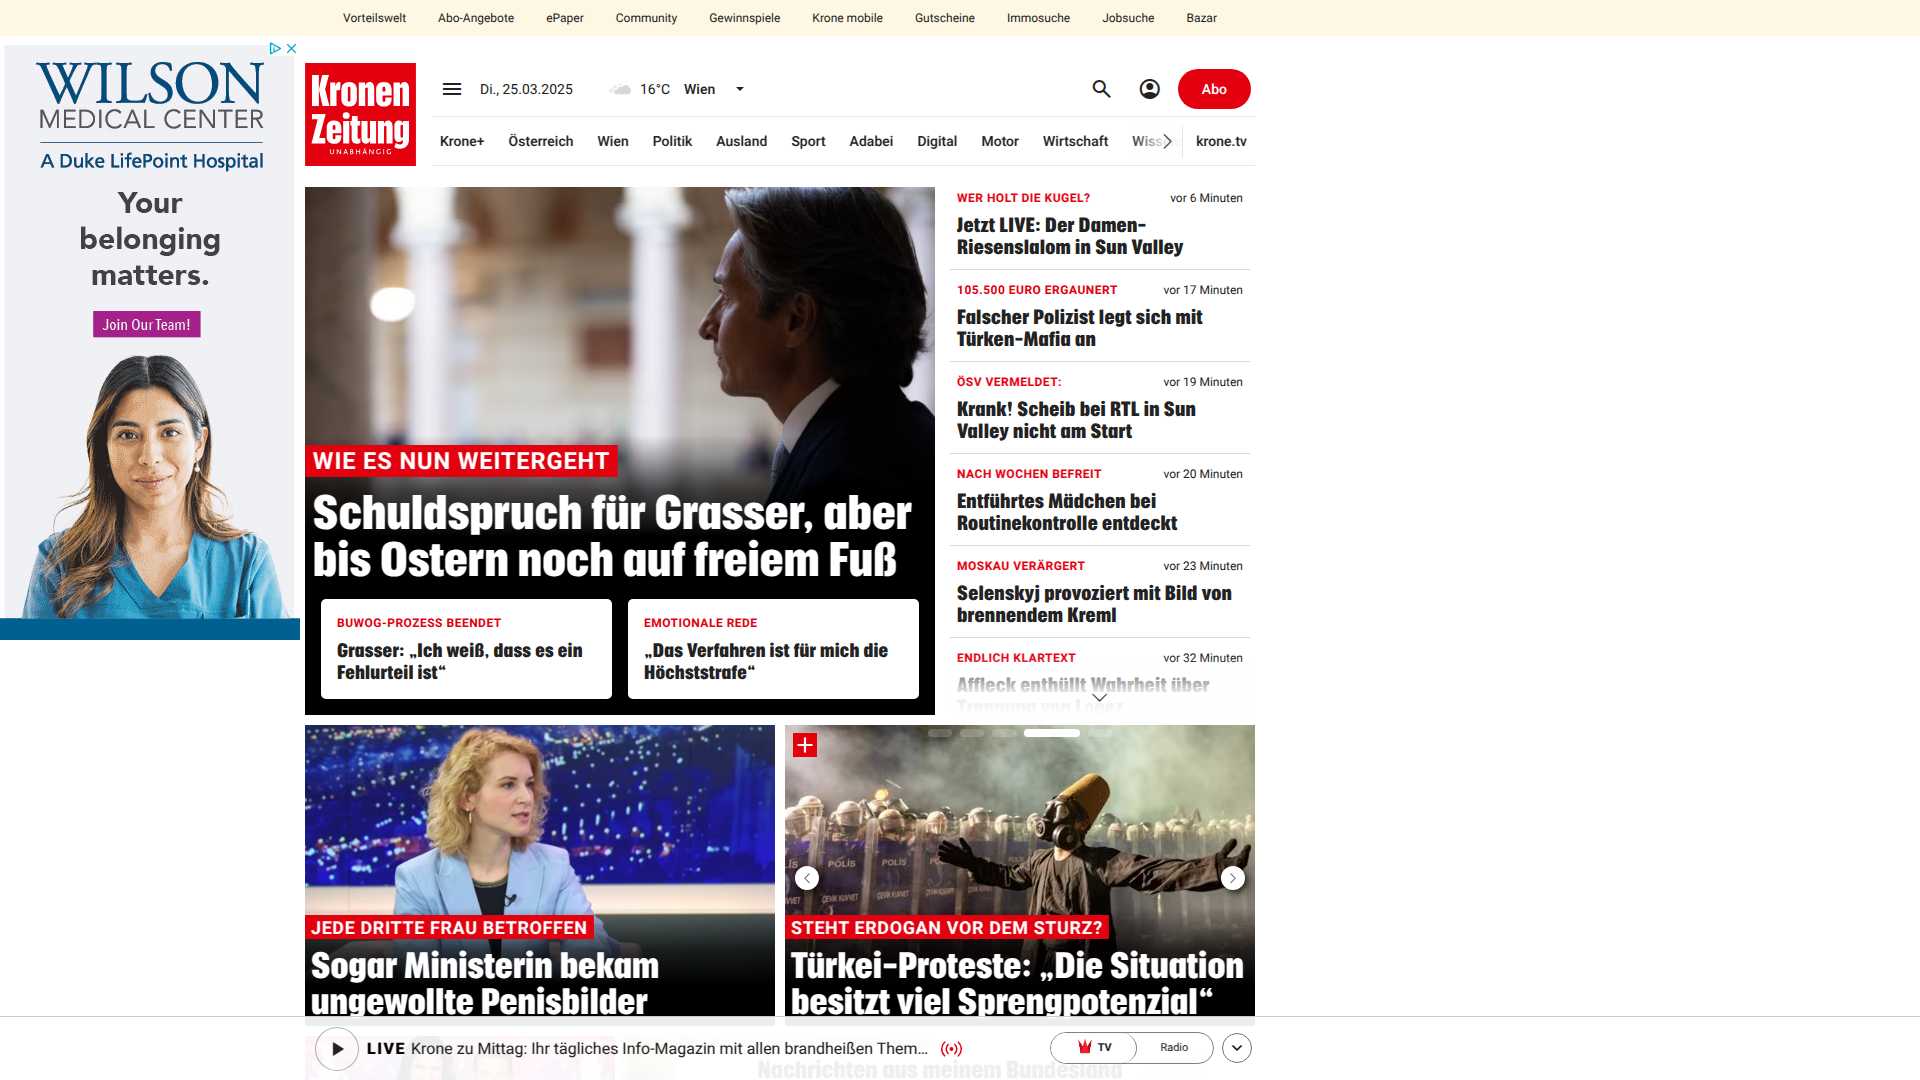 Vorteilswelt Abo-Angebote ePaper Community Gewinnspiele Krone mobile Gutscheine Immosuche Jobsuche Bazar
WILSON
MEDICAL CENTER
A Duke LifePoint Hospital
Your
belonging
matters.
Join Our Team!
Kronen
Zeitung
UNABHÄNGIG
Di., 25.03.2025 16°C Wien Abo
Krone+ Österreich Wien Politik Ausland Sport Adabei Digital Motor Wirtschaft Wiss krone.tv
WIE ES NUN WEITERGEHT
Schuldspruch für Grasser, aber
bis Ostern noch auf freiem Fuß
BUWOG-PROZESS BEENDET
Grasser: „Ich weiß, dass es ein
Fehlurteil ist“
EMOTIONALE REDE
„Das Verfahren ist für mich die
Höchststrafe“
WER HOLT DIE KUGEL? vor 6 Minuten
Jetzt LIVE: Der Damen-
Riesenslalom in Sun Valley
105.500 EURO ERGAUNERT vor 17 Minuten
Falscher Polizist legt sich mit
Türken-Mafia an
ÖSV VERMELDET: vor 19 Minuten
Krank! Scheib bei RTL in Sun
Valley nicht am Start
NACH WOCHEN BEFREIT vor 20 Minuten
Entführtes Mädchen bei
Routinekontrolle entdeckt
MOSKAU VERÄRGERT vor 23 Minuten
Selenskyj provoziert mit Bild von
brennendem Kreml
ENDLICH KLARTEXT vor 32 Minuten
Affleck enthüllt Wahrheit über
Trennung von Lopez
JEDE DRITTE FRAU BETROFFEN
Sogar Ministerin bekam
ungewollte Penisbilder
POLİS POLİS POLİS
ÇEVİK KUVVET
STEHT ERDOGAN VOR DEM STURZ?
Türkei-Proteste: „Die Situation
besitzt viel Sprengpotenzial“
LIVE Krone zu Mittag: Ihr tägliches Info-Magazin mit allen brandheißen Them... TV Radio
Nachrichten aus meinem Bundesland